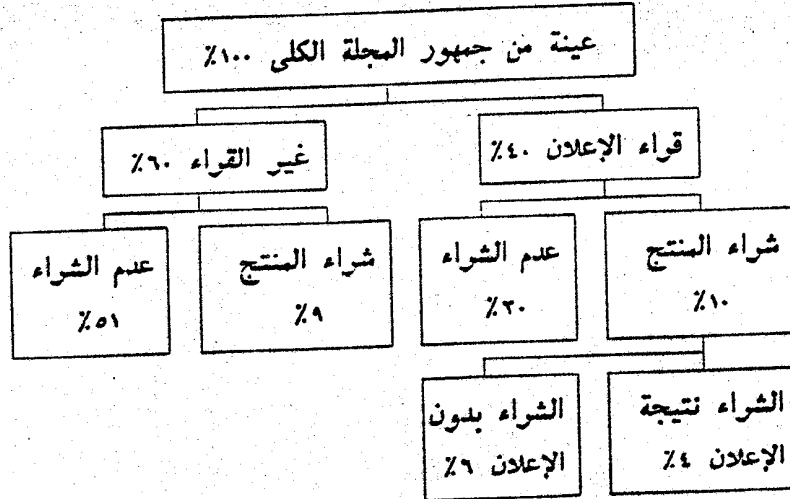 عينة من جمهور المجلة الكلى ١٠٠٪
قراء الإعلان ٤٠٪
غير القراء ٦٠٪
شراء المنتج
١٠٪
عدم الشراء
٣٠٪
شراء المنتج
٩٪
عدم الشراء
٥١٪
الشراء نتيجة
الإعلان ٤٪
الشراء بدون
الإعلان ٦٪